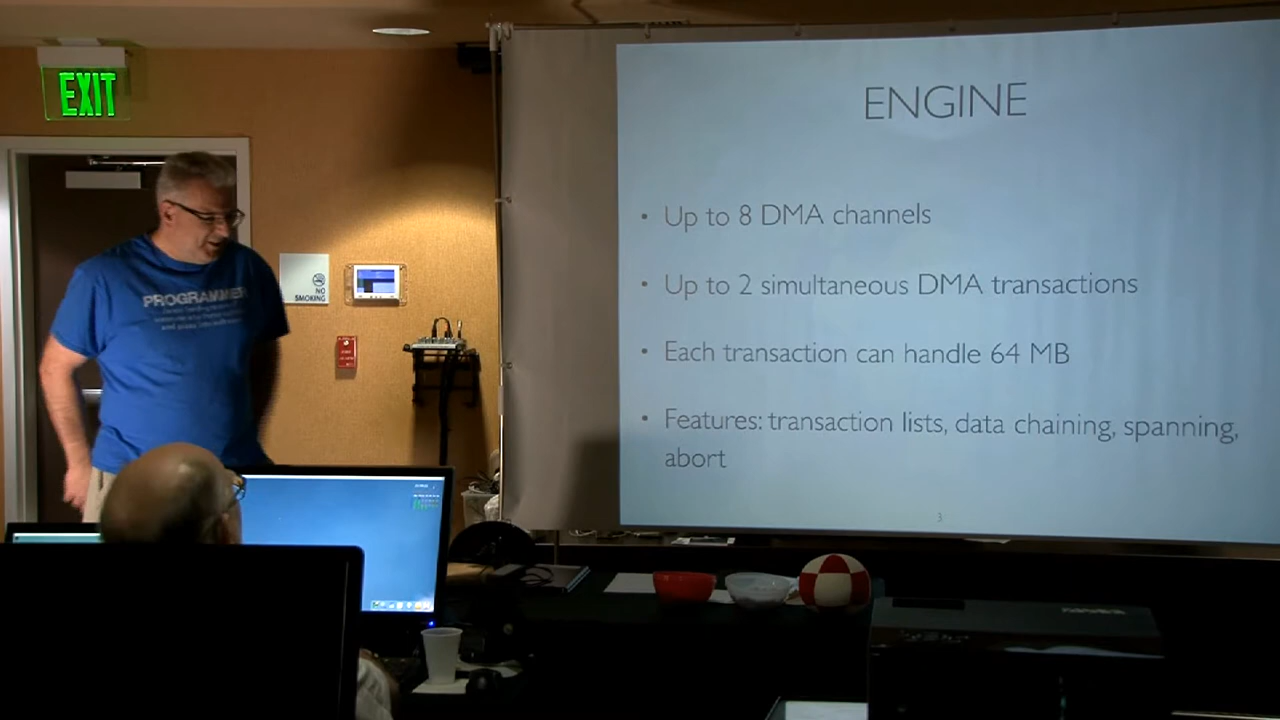 EXIT
ENGINE
• Up to 8 DMA channels
• Up to 2 simultaneous DMA transactions
• Each transaction can handle 64 MB
• Features: transaction lists, data chaining, spanning,
abort
3
NO
SMOKING
PROGRAMMER